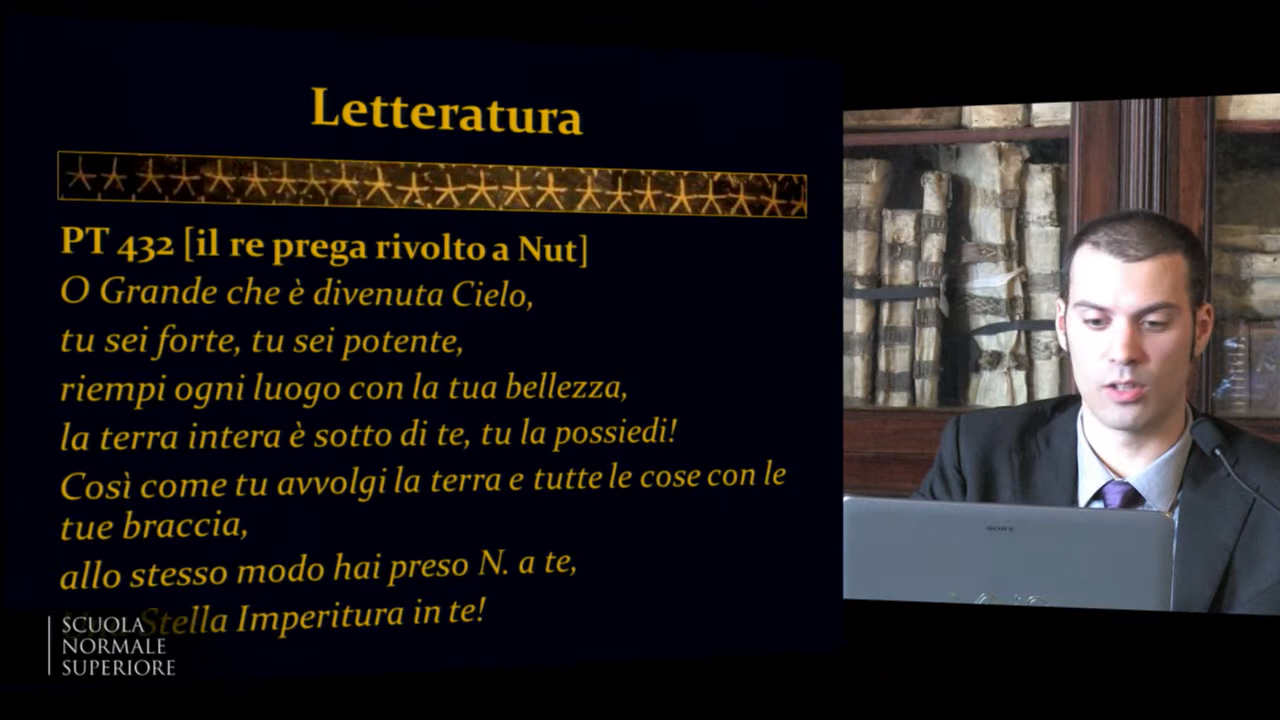 Letteratura
PT 432 [il re prega rivolto a Nut]
O Grande che è divenuta Cielo,
tu sei forte, tu sei potente,
riempi ogni luogo con la tua bellezza,
la terra intera è sotto di te, tu la possiedi!
Così come tu avvolgi la terra e tutte le cose con le
tue braccia,
allo stesso modo hai preso N. a te,
Stella Imperitura in te!
SCUOLA
NORMALE
SUPERIORE
SONY